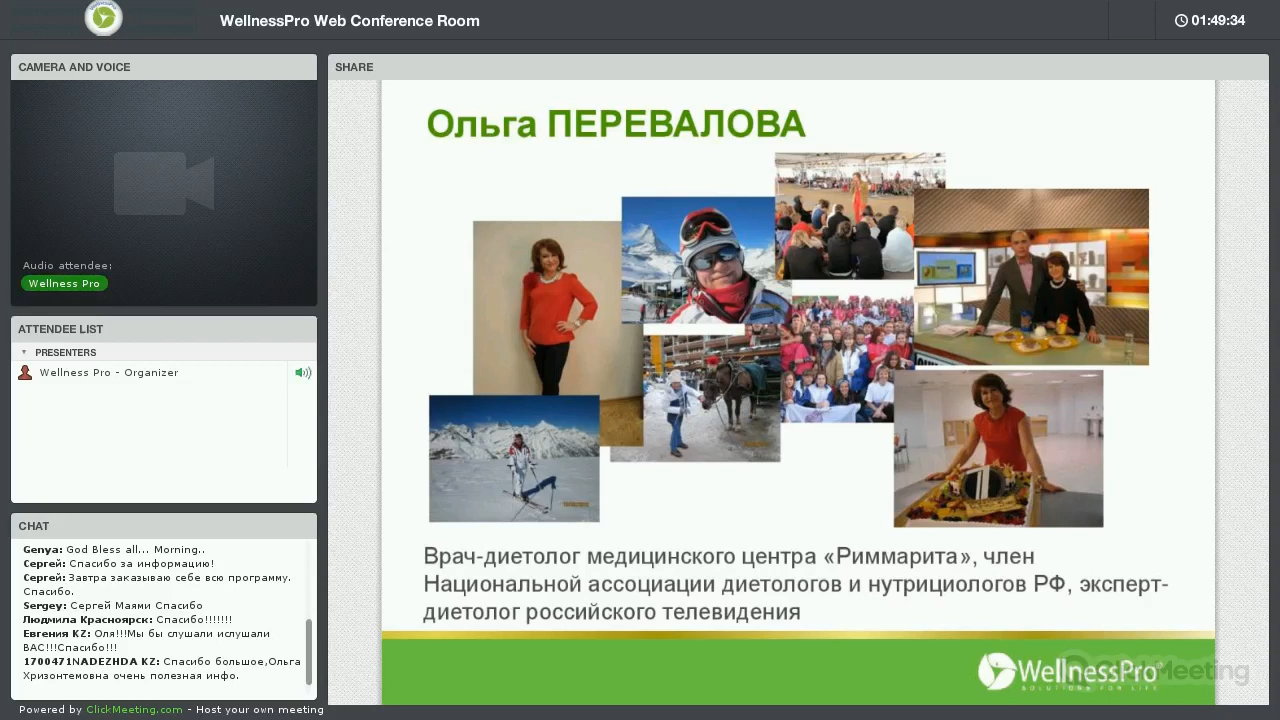 WellnessPro Web Conference Room
01:49:34
CAMERA AND VOICE
Audio attendee:
Wellness Pro
ATTENDEE LIST
PRESENTERS
Wellness Pro - Organizer
CHAT
Genya: God Bless all... Morning..
Сергей: Спасибо за информацию!
Сергей: Завтра заказываю себе всю программу.
Спасибо.
Sergey: Сергей Маями Спасибо
Людмила Красноярск: Спасибо!!!!!!!
Евгения KZ: Оля!!!Мы бы слушали ислушали
ВАС!!!
KZ: Спасибо большое,Ольга
очень полезная инфо.
Powered by ClickMeeting.com - Host your own meeting
SHARE
Ольга ПЕРЕВАЛОВА
Врач-диетолог медицинского центра «Риммарита», член
Национальной ассоциации диетологов и нутрициологов РФ, эксперт-
диетолог российского телевидения
WellnessPro
SOLUTIONS FOR LIFE
Meeting